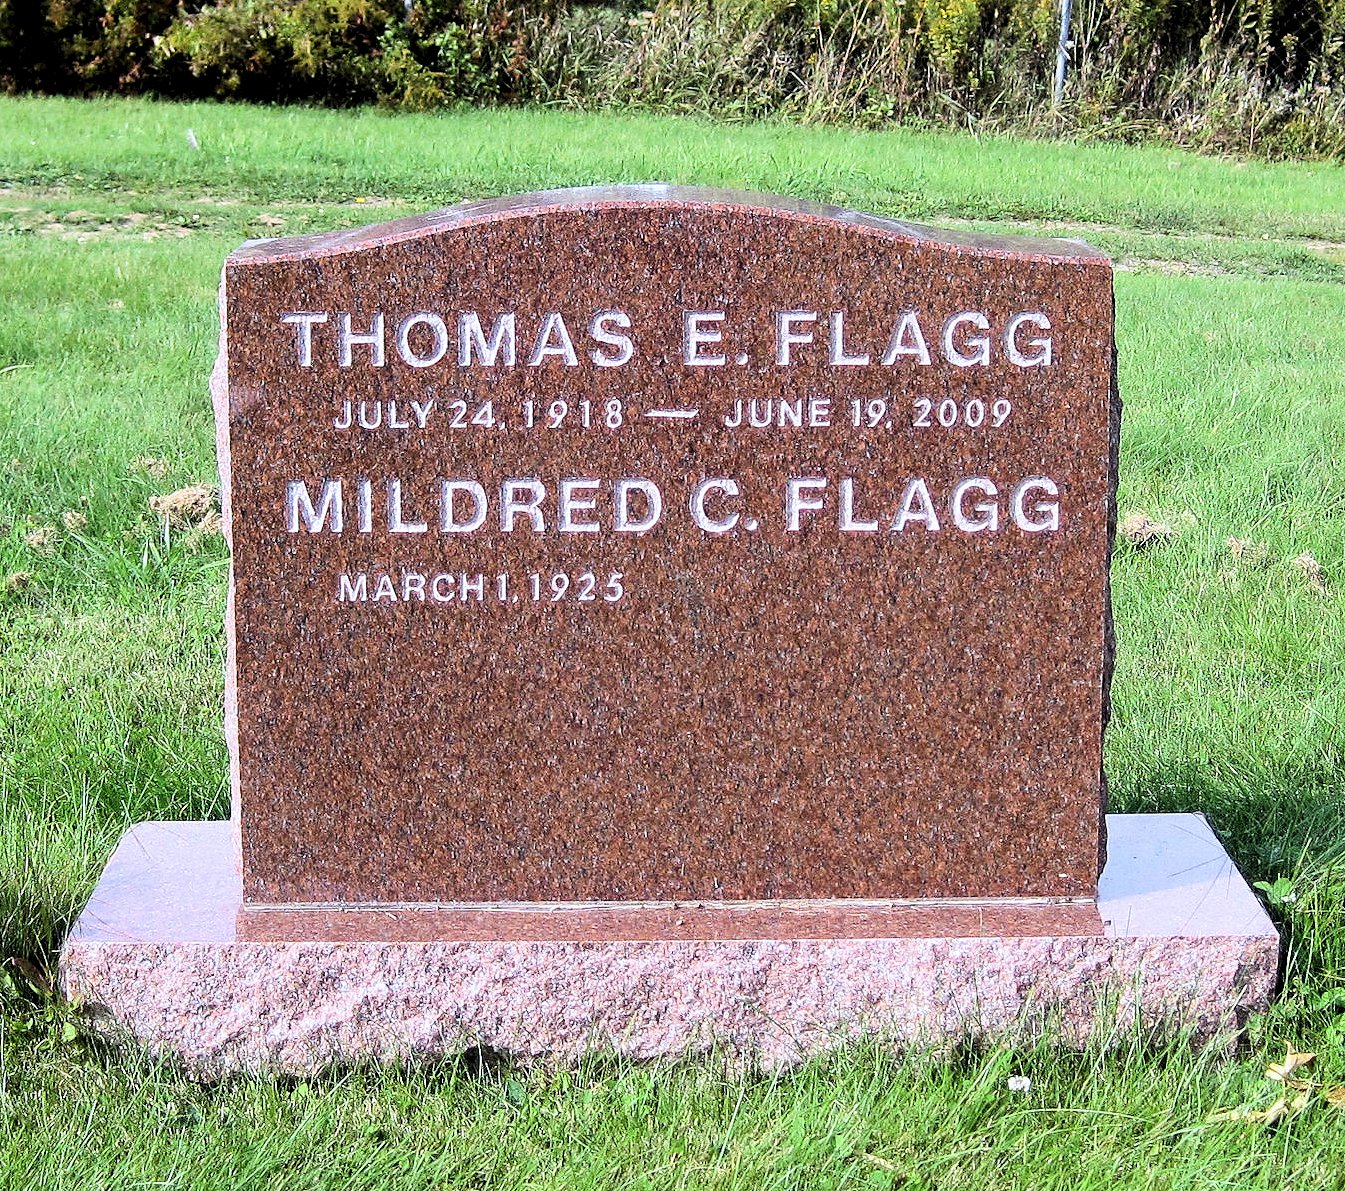 THOMAS E. FLAGG
JULY 24, 1918 — JUNE 19, 2009
MILDRED C. FLAGG
MARCH 1, 1925